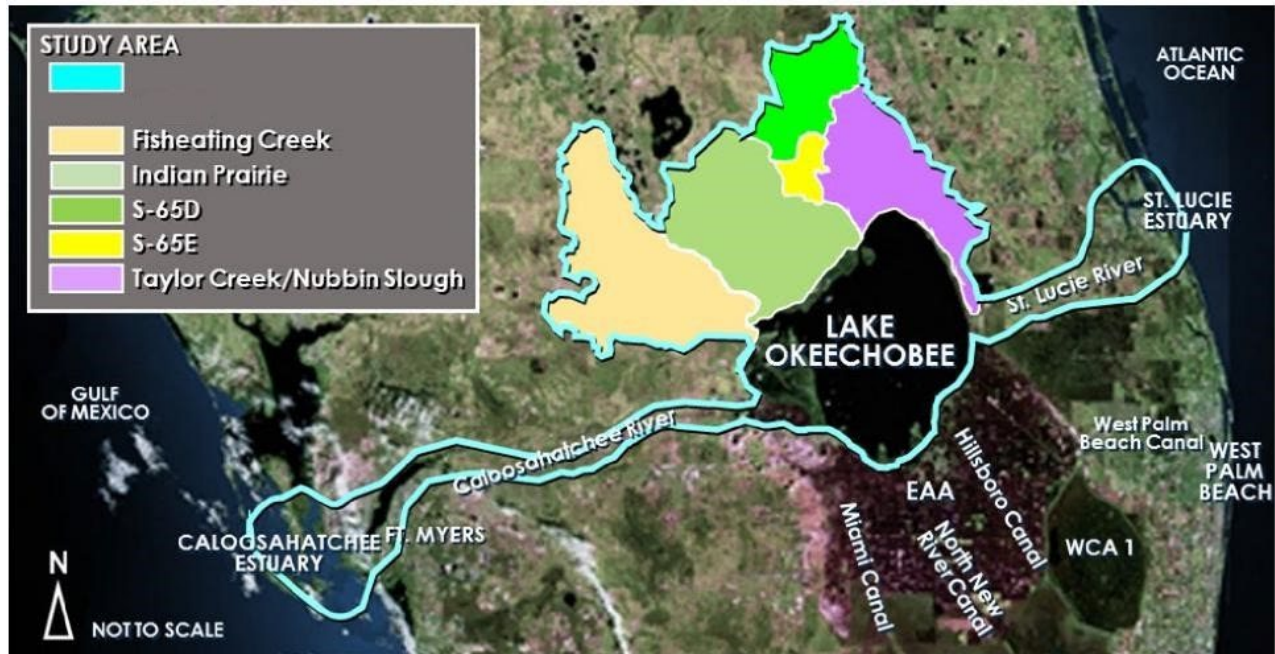 STUDY AREA
Fisheating Creek
Indian Prairie
S-65D
S-65E
Taylor Creek/Nubbin Slough
ATLANTIC
OCEAN
ST. LUCIE
ESTUARY
St. Lucie River
LAKE
OKEECHOBEE
GULF
OF MEXICO
Caloosahatchee River
West Palm
Beach Canal
WEST
PALM
BEACH
Hillsboro Canal
EAA
North New
River Canal
Miami Canal
WCA 1
CALOOSAHATCHEE
ESTUARY
FT. MYERS
N
NOT TO SCALE